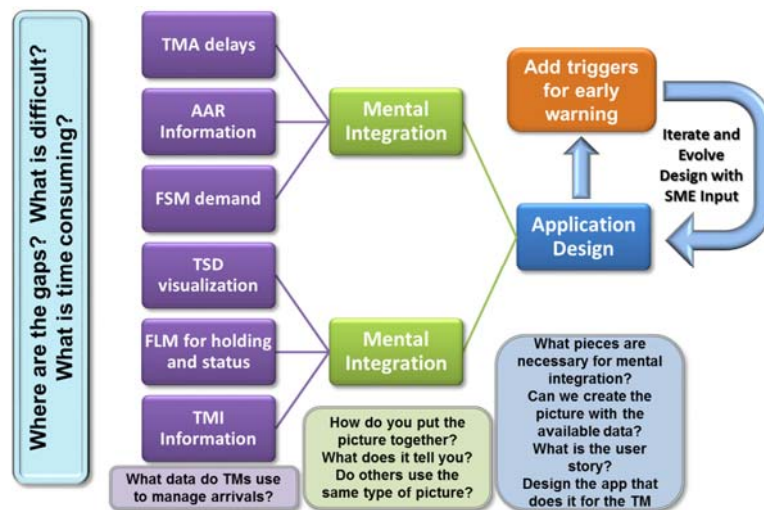 Where are the gaps?  What is difficult?
What is time consuming?
TMA delays
AAR
Information
FSM demand
TSD
visualization
FLM for holding
and status
TMI
Information
What data do TMs use
to manage arrivals?
Mental
Integration
Mental
Integration
How do you put the
picture together?
What does it tell you?
Do others use the
same type of picture?
Add triggers
for early
warning
Iterate and
Evolve
Design with
SME Input
Application
Design
What pieces are
necessary for mental
integration?
Can we create the
picture with the
available data?
What is the user
story?
Design the app that
does it for the TM